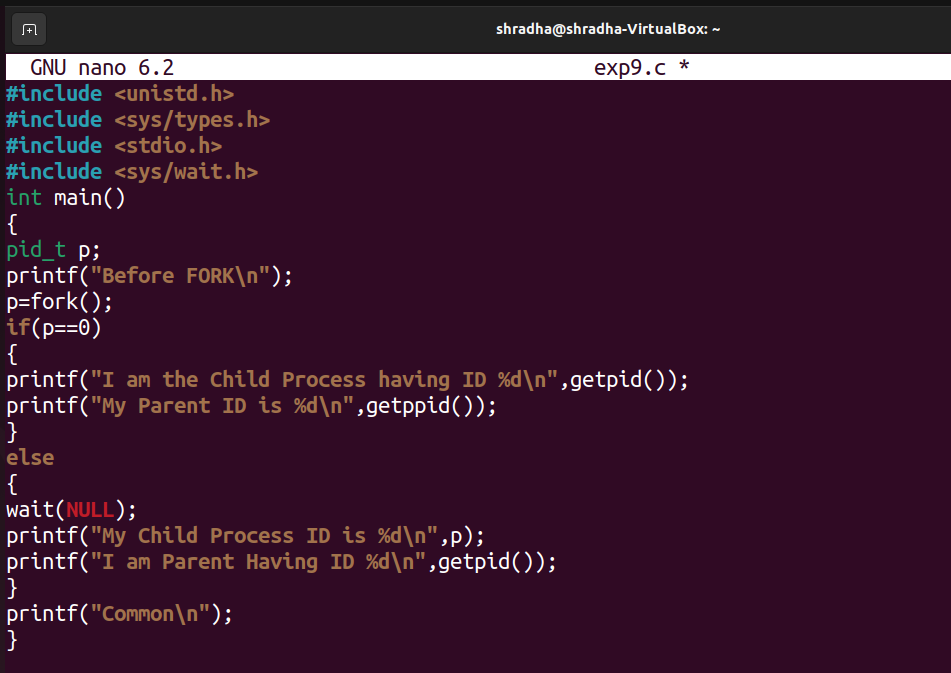 shradha@shradha-VirtualBox: ~
GNU nano 6.2 exp9.c *
#include <unistd.h>
#include <sys/types.h>
#include <stdio.h>
#include <sys/wait.h>
int main()
{
pid_t p;
printf("Before FORK\n");
p=fork();
if(p==0)
{
printf("I am the Child Process having ID %d\n",getpid());
printf("My Parent ID is %d\n",getppid());
}
else
{
wait(NULL);
printf("My Child Process ID is %d\n",p);
printf("I am Parent Having ID %d\n",getpid());
}
printf("Common\n");
}